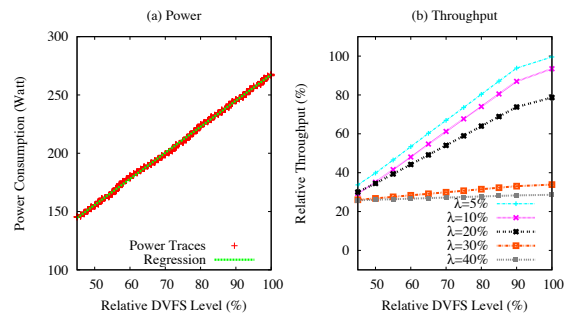 (a) Power
300
250
200
150
100
50 60 70 80 90 100
Power Consumption (Watt)
Relative DVFS Level (%)
Power Traces
Regression
(b) Throughput
100
80
60
40
20
0
50 60 70 80 90 100
Relative Throughput (%)
Relative DVFS Level (%)
λ=5%
λ=10%
λ=20%
λ=30%
λ=40%